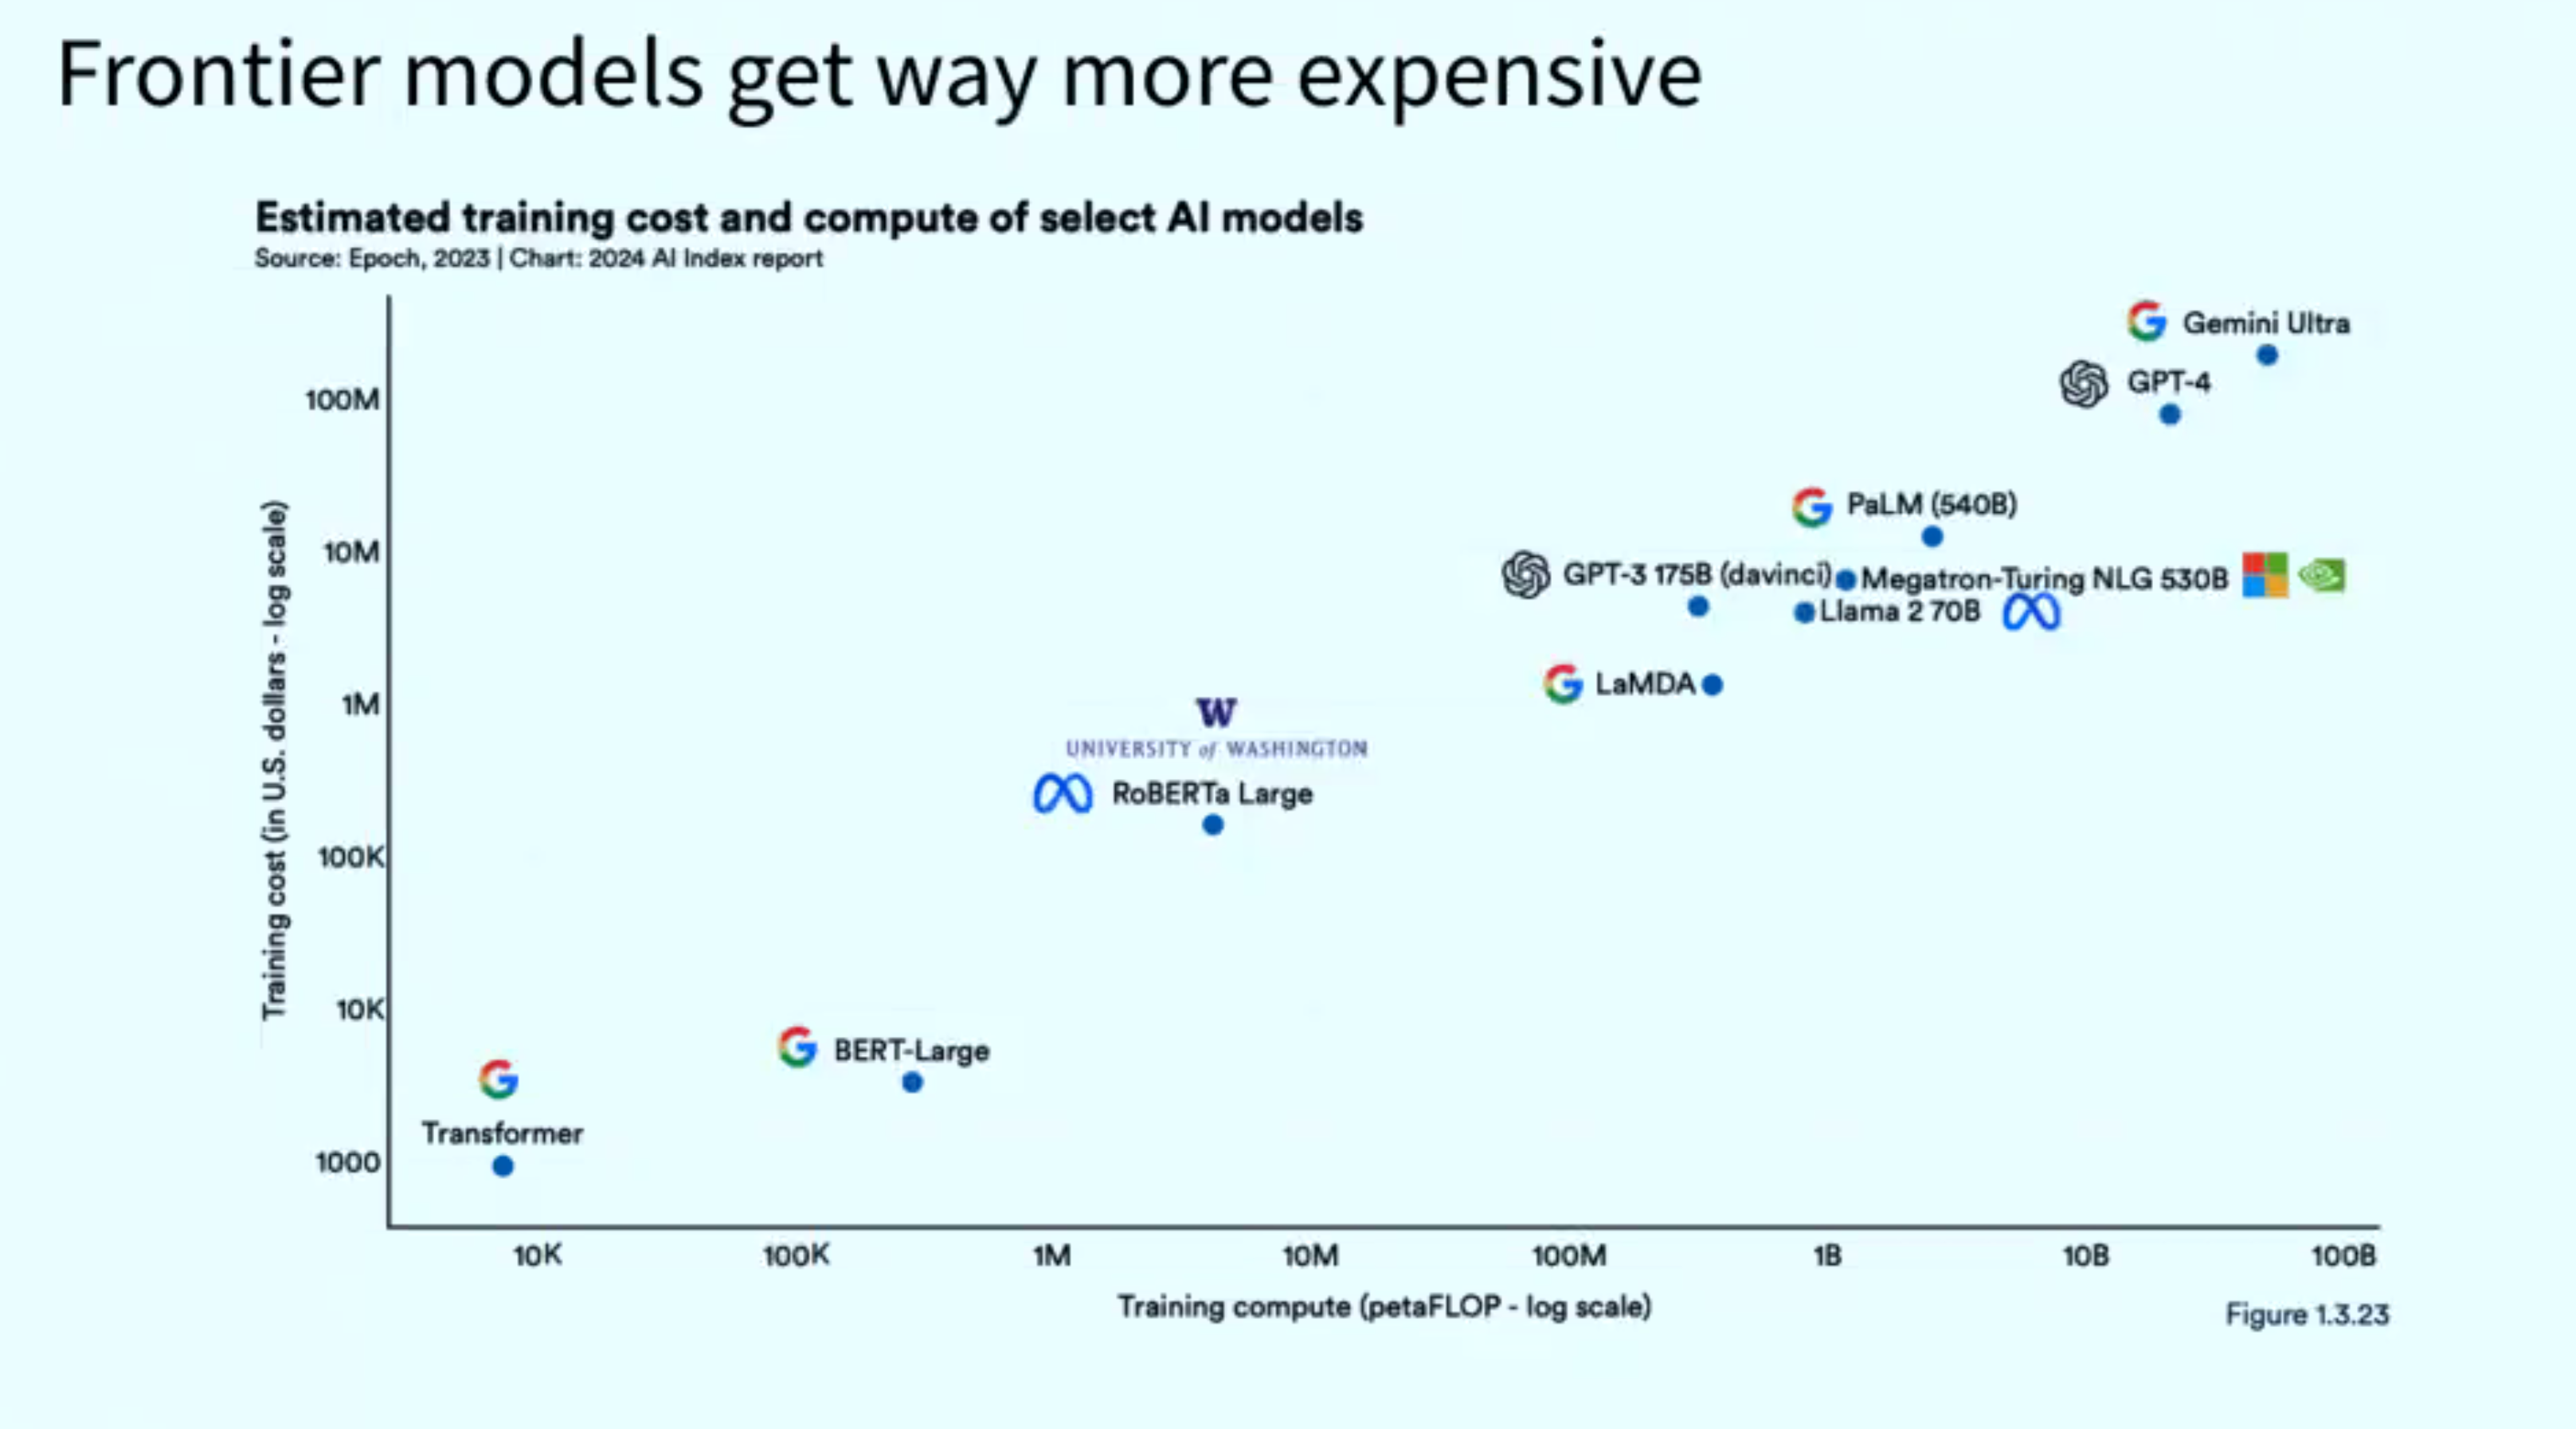 Frontier models get way more expensive
Estimated training cost and compute of select AI models
Source: Epoch, 2023 | Chart: 2024 AI Index report
Training cost (in U.S. dollars - log scale)
100M
10M
1M
100K
10K
1000
Gemini Ultra
GPT-4
PaLM (540B)
GPT-3 175B (davinci)
Megatron-Turing NLG 530B
Llama 2 70B
LaMDA
W
UNIVERSITY of WASHINGTON
RoBERTa Large
BERT-Large
Transformer
10K 100K 1M 10M 100M 1B 10B 100B
Training compute (petaFLOP - log scale)
Figure 1.3.23